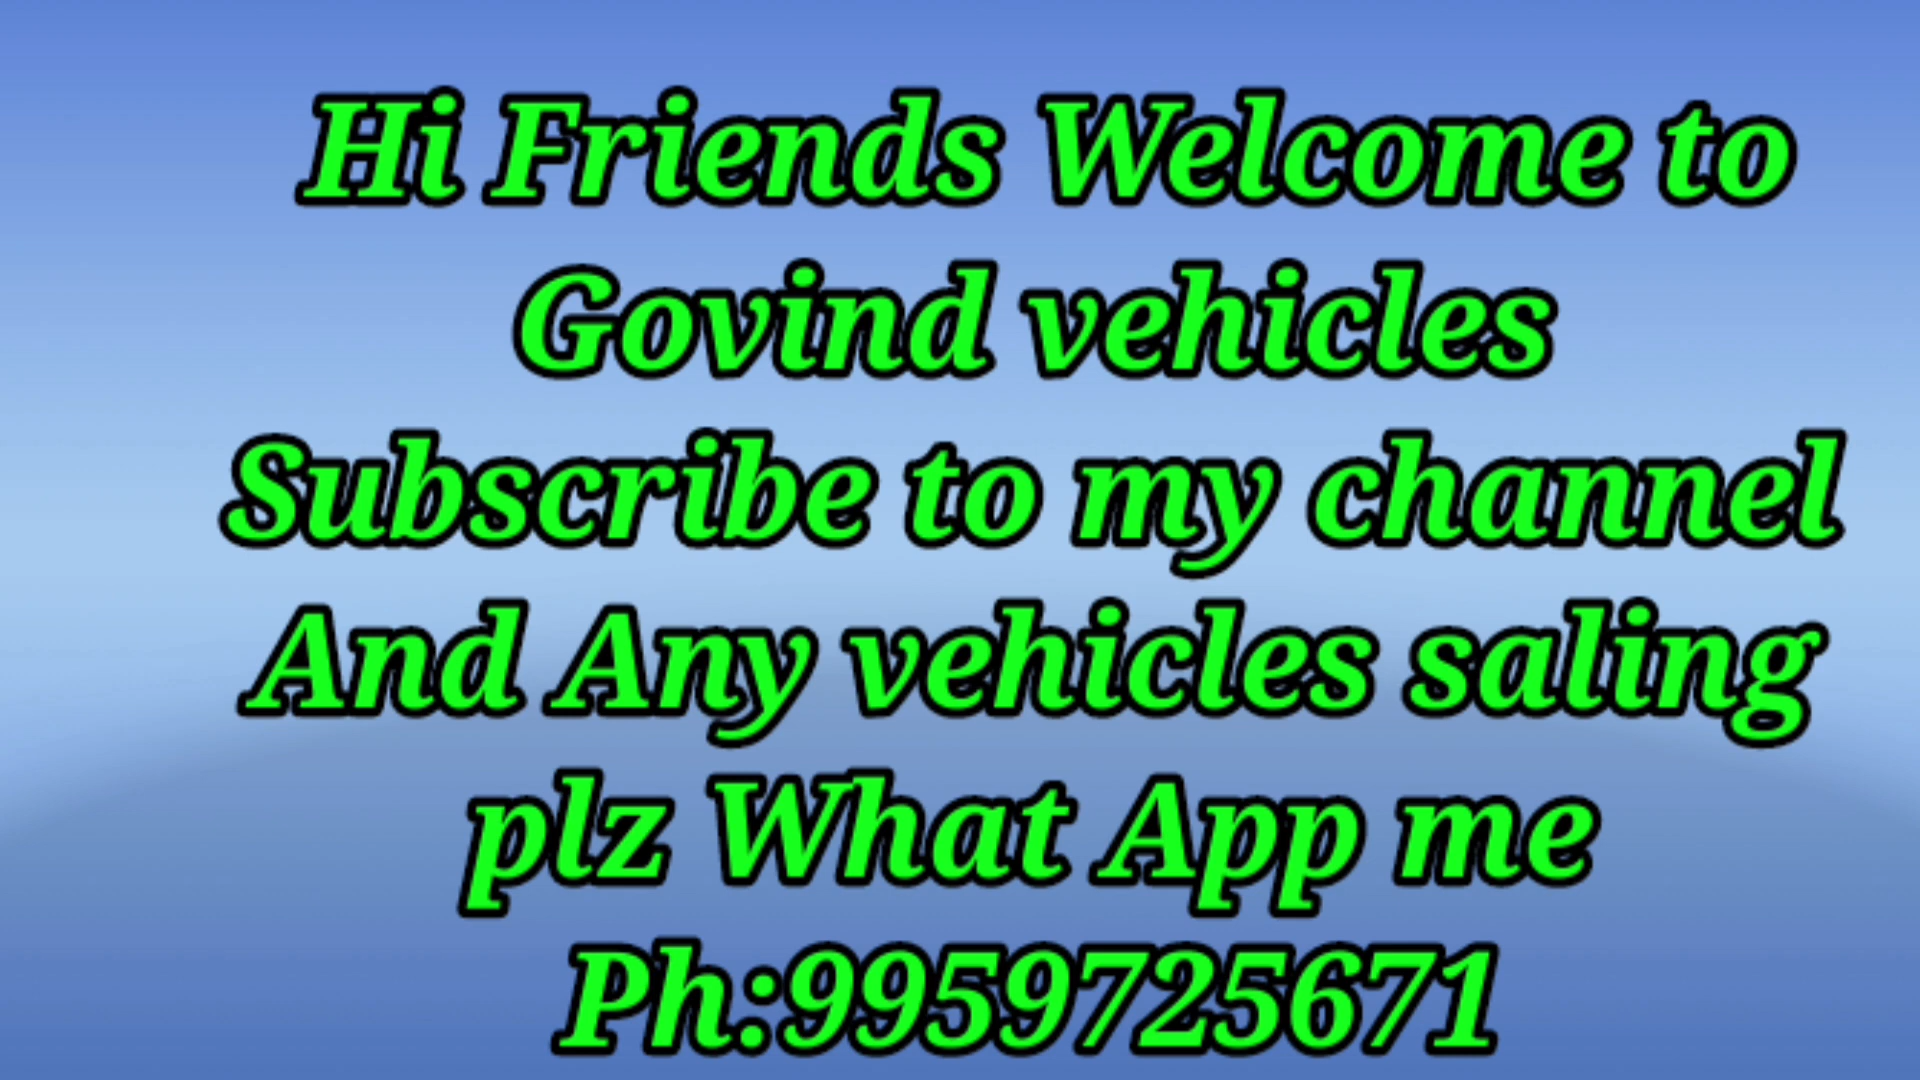 Hi Friends Welcome to
Govind vehicles
Subscribe to my channel
And Any vehicles saling
plz What App me
Ph:9959725671